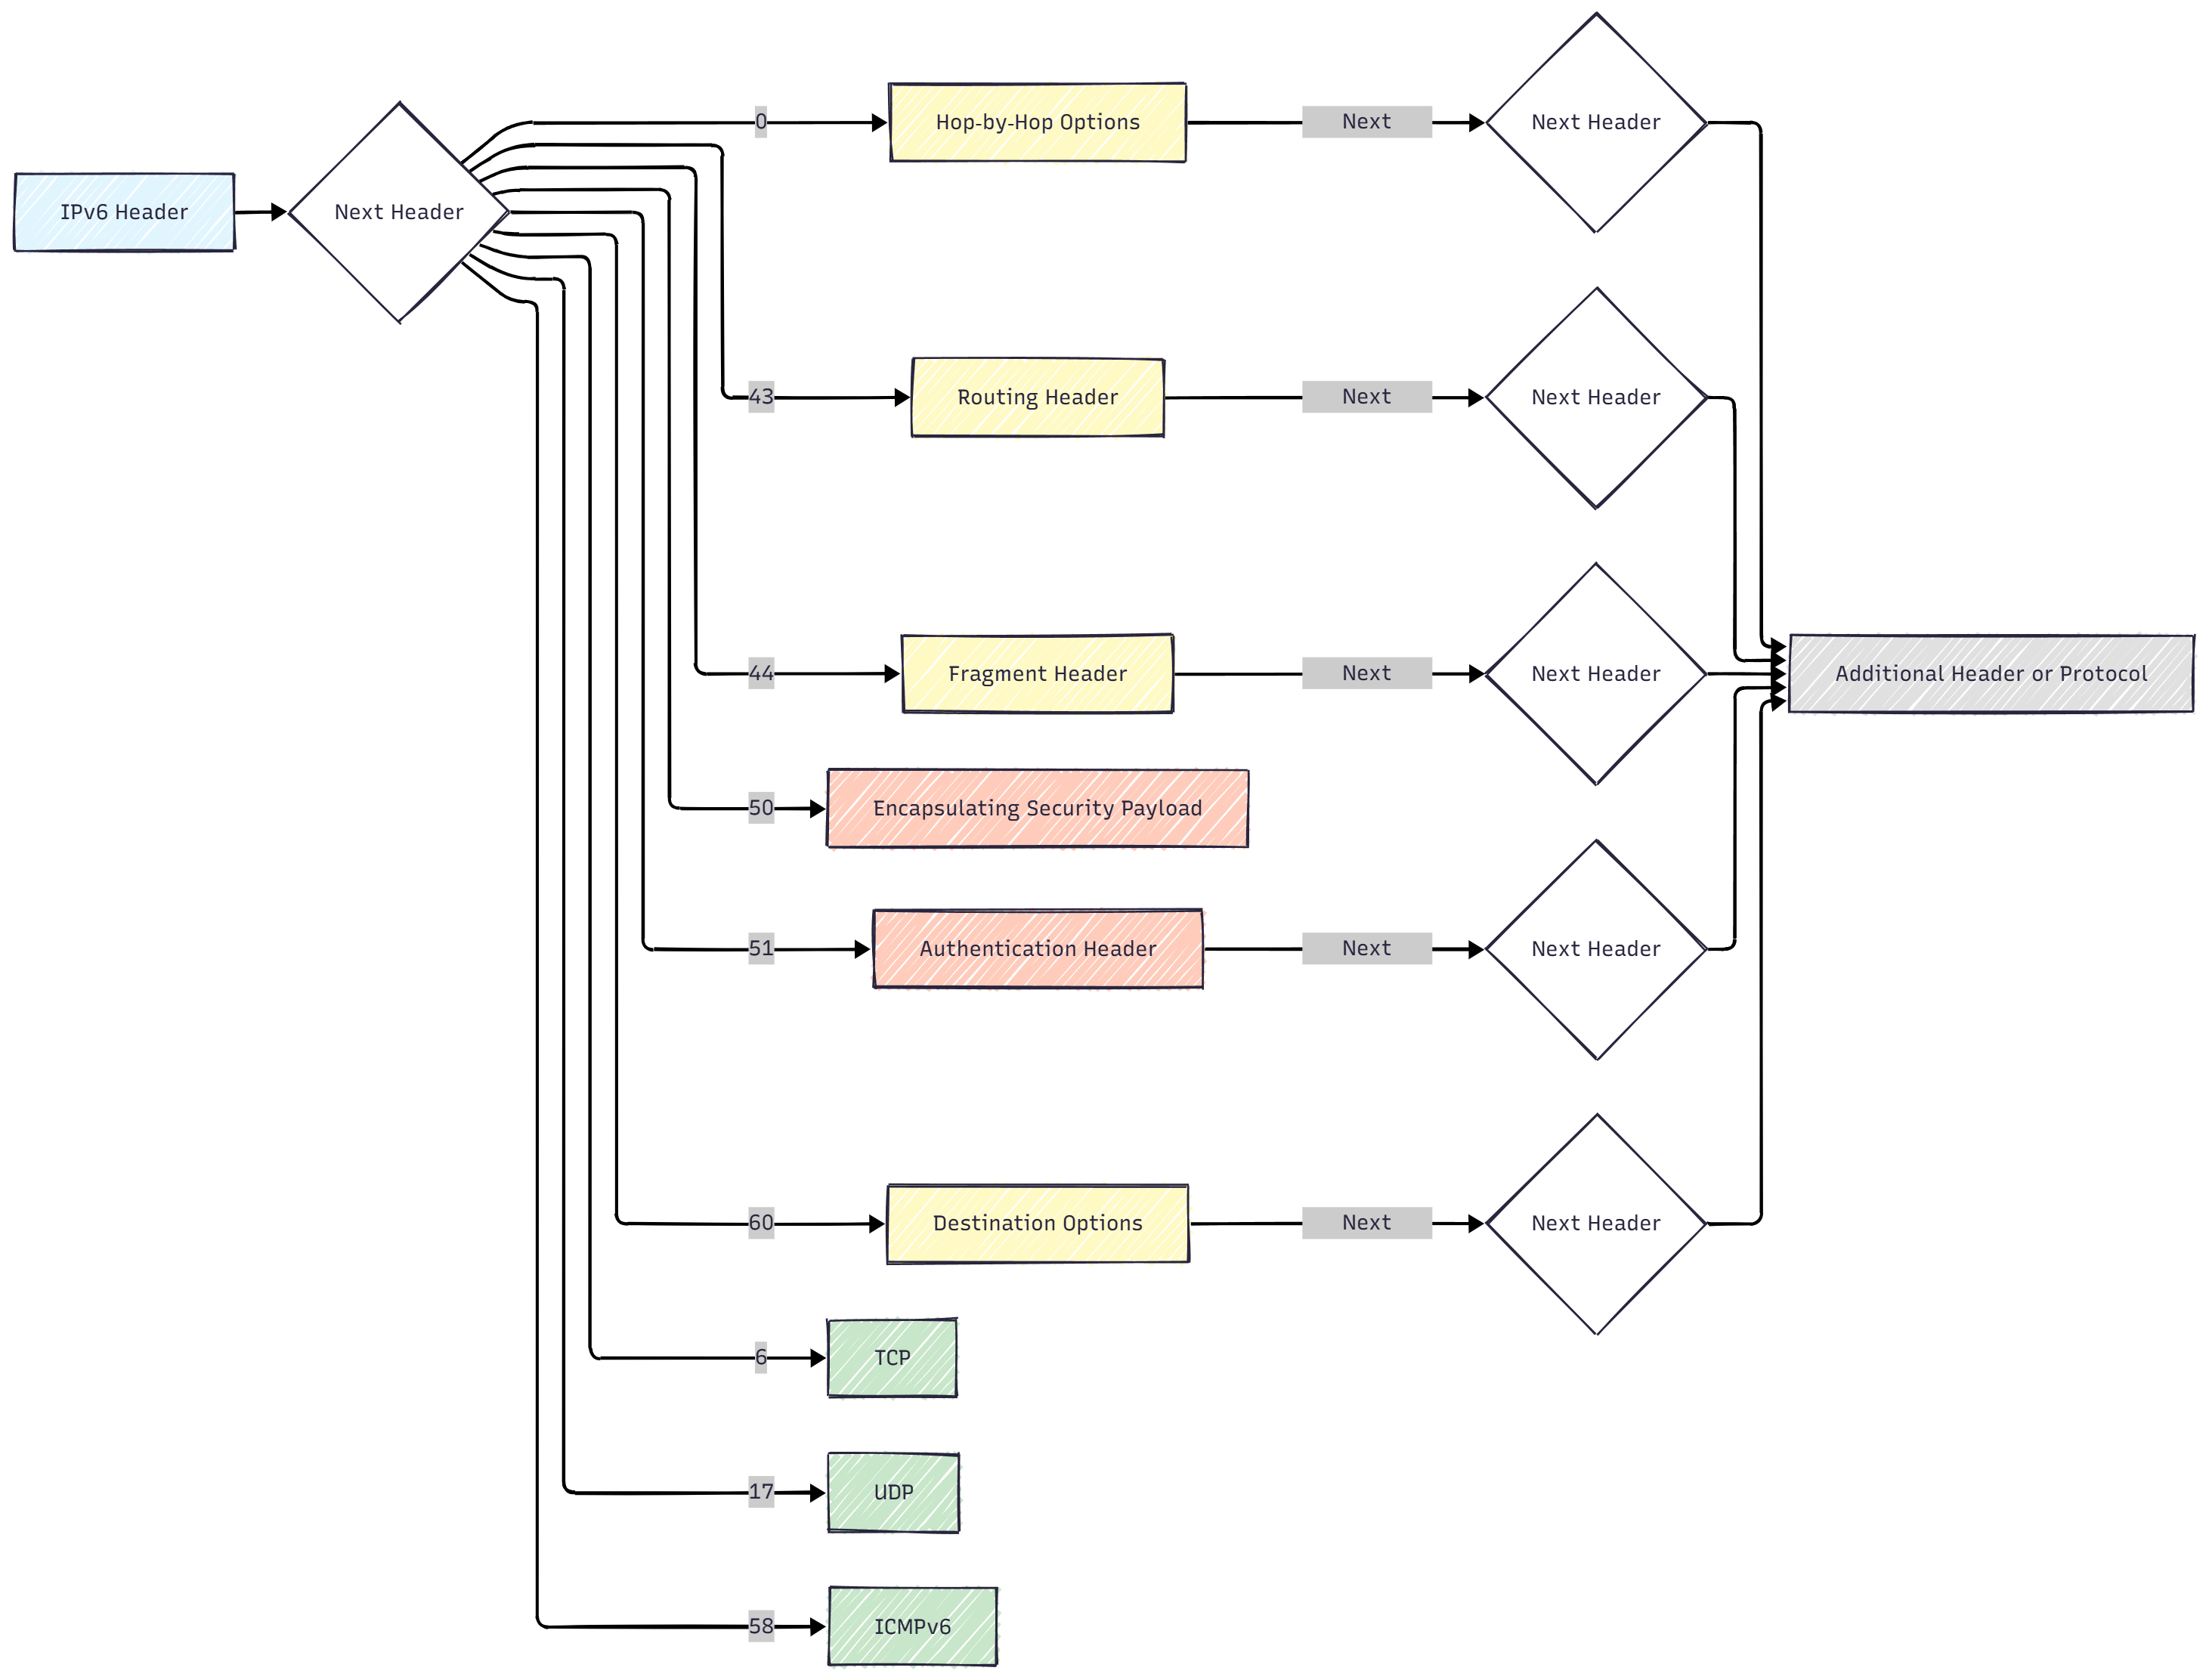 IPv6 Header
Next Header
0
Hop-by-Hop Options
Next
Next Header
43
Routing Header
Next
Next Header
44
Fragment Header
Next
Next Header
Additional Header or Protocol
50
Encapsulating Security Payload
51
Authentication Header
Next
Next Header
60
Destination Options
Next
Next Header
6
TCP
17
UDP
58
ICMPv6